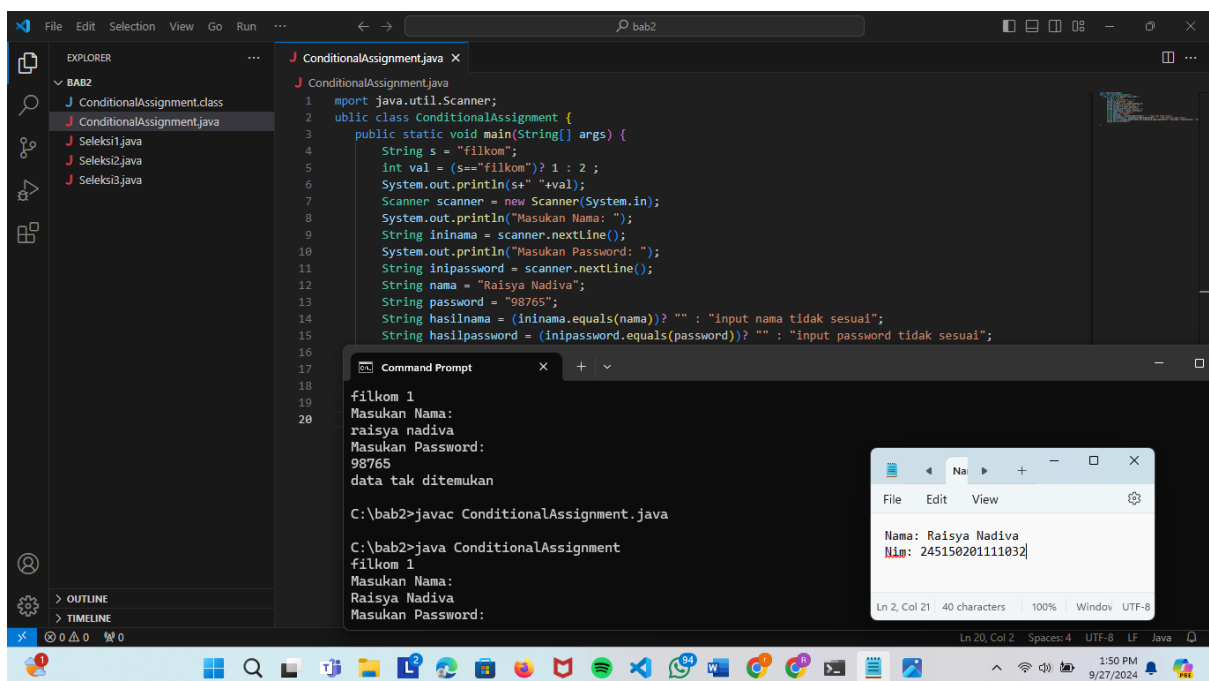 File Edit Selection View Go Run ...
bab2
EXPLORER
BAB2
ConditionalAssignment.class
ConditionalAssignment.java
Seleksi1.java
Seleksi2.java
Seleksi3.java
OUTLINE
TIMELINE
J ConditionalAssignment.java
J ConditionalAssignment.java
1 mport java.util.Scanner;
2 ublic class ConditionalAssignment {
3 public static void main(String[] args) {
4 String s = "filkom";
5 int val = (s=="filkom")? 1 : 2 ;
6 System.out.println(s+" "+val);
7 Scanner scanner = new Scanner(System.in);
8 System.out.println("Masukan Nama: ");
9 String ininama = scanner.nextLine();
10 System.out.println("Masukan Password: ");
11 String inipassword = scanner.nextLine();
12 String nama = "Raisya Nadiva";
13 String password = "98765";
14 String hasilnama = (ininama.equals(nama))? "" : "input nama tidak sesuai";
15 String hasilpassword = (inipassword.equals(password))? "" : "input password tidak sesuai";
16
17
18
19
20
Command Prompt
filkom 1
Masukan Nama:
raisya nadiva
Masukan Password:
98765
data tak ditemukan
C:\bab2>javac ConditionalAssignment.java
C:\bab2>java ConditionalAssignment
filkom 1
Masukan Nama:
Raisya Nadiva
Masukan Password:
File Edit View
Nama: Raisya Nadiva
Nim: 245150201111032
Ln 2, Col 21 40 characters 100% UTF-8
0 0 0
Ln 20, Col 2 Spaces: 4 UTF-8 LF Java
1:50 PM
9/27/2024